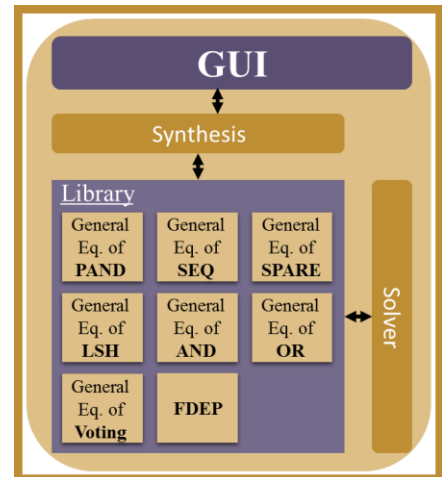 GUI
Synthesis
Library
General
Eq. of
PAND
General
Eq. of
SEQ
General
Eq. of
SPARE
General
Eq. of
LSH
General
Eq. of
AND
General
Eq. of
OR
General
Eq. of
Voting
FDEP
Solver